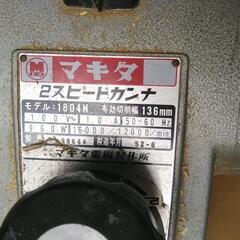 マキタ
2スピードカンナ
モデル:1804N 有効切削幅 136mm
100V~ 10A 50-60Hz
960W 15000/12000/min
製造年月 52-6
マキタ電機製作所